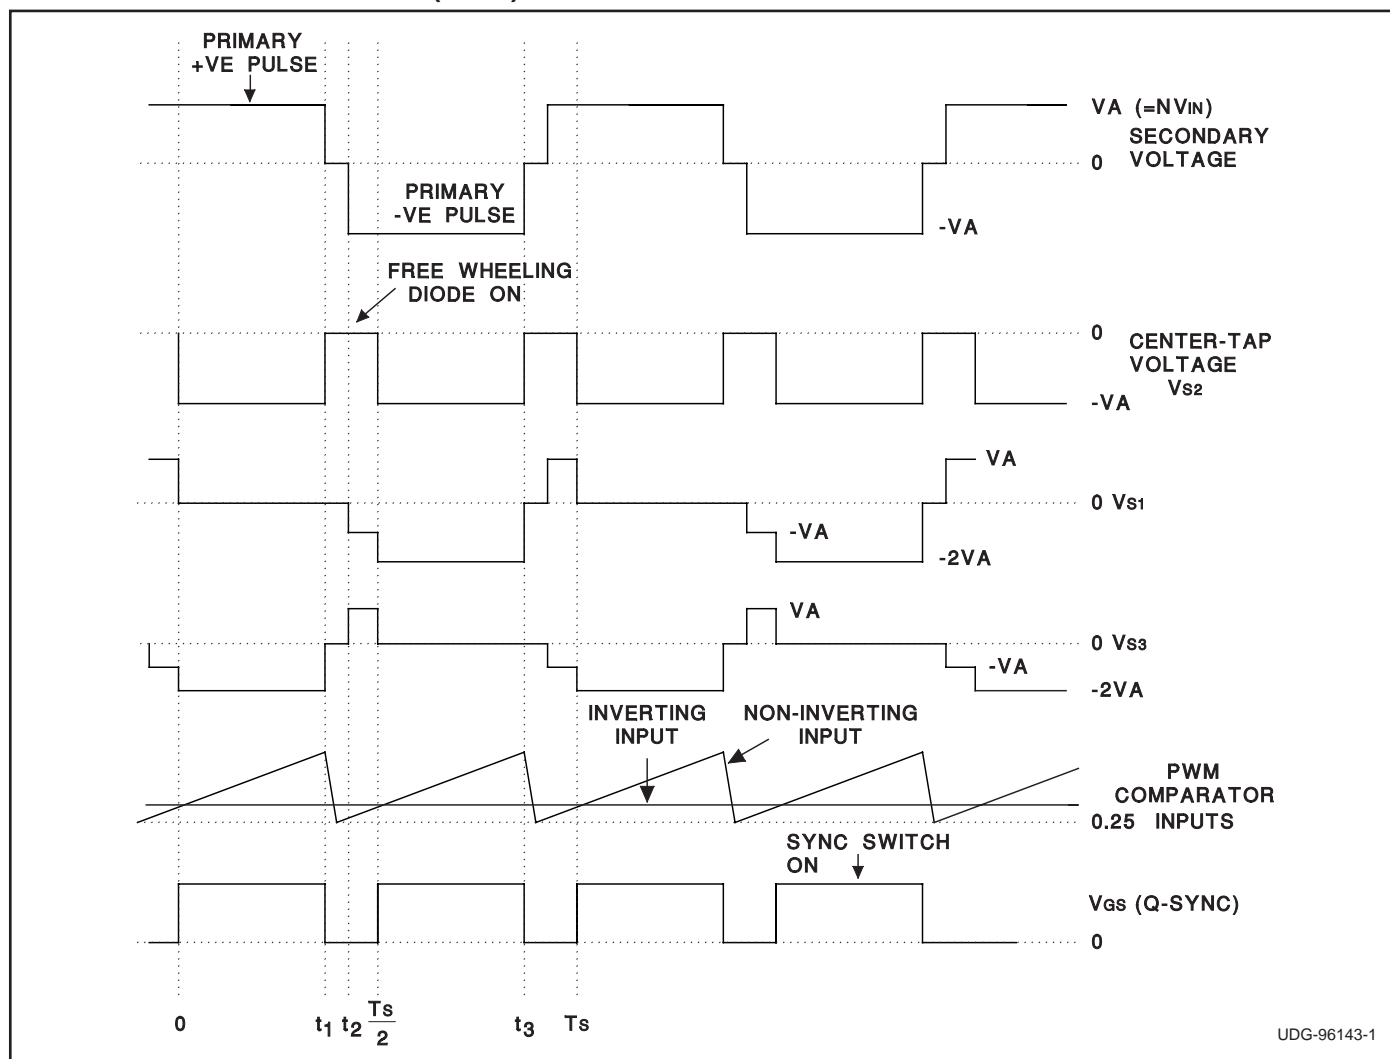 PRIMARY
+VE PULSE
VA (=NVIN)
SECONDARY
VOLTAGE
0
PRIMARY
-VE PULSE
-VA
FREE WHEELING
DIODE ON
0
CENTER-TAP
VOLTAGE
VS2
-VA
VA
0 VS1
-VA
-2VA
VA
0 VS3
-VA
-2VA
INVERTING
INPUT
NON-INVERTING
INPUT
PWM
COMPARATOR
0.25 INPUTS
SYNC SWITCH
ON
VGS (Q-SYNC)
0
0 t1 t2 Ts/2 t3 Ts
UDG-96143-1